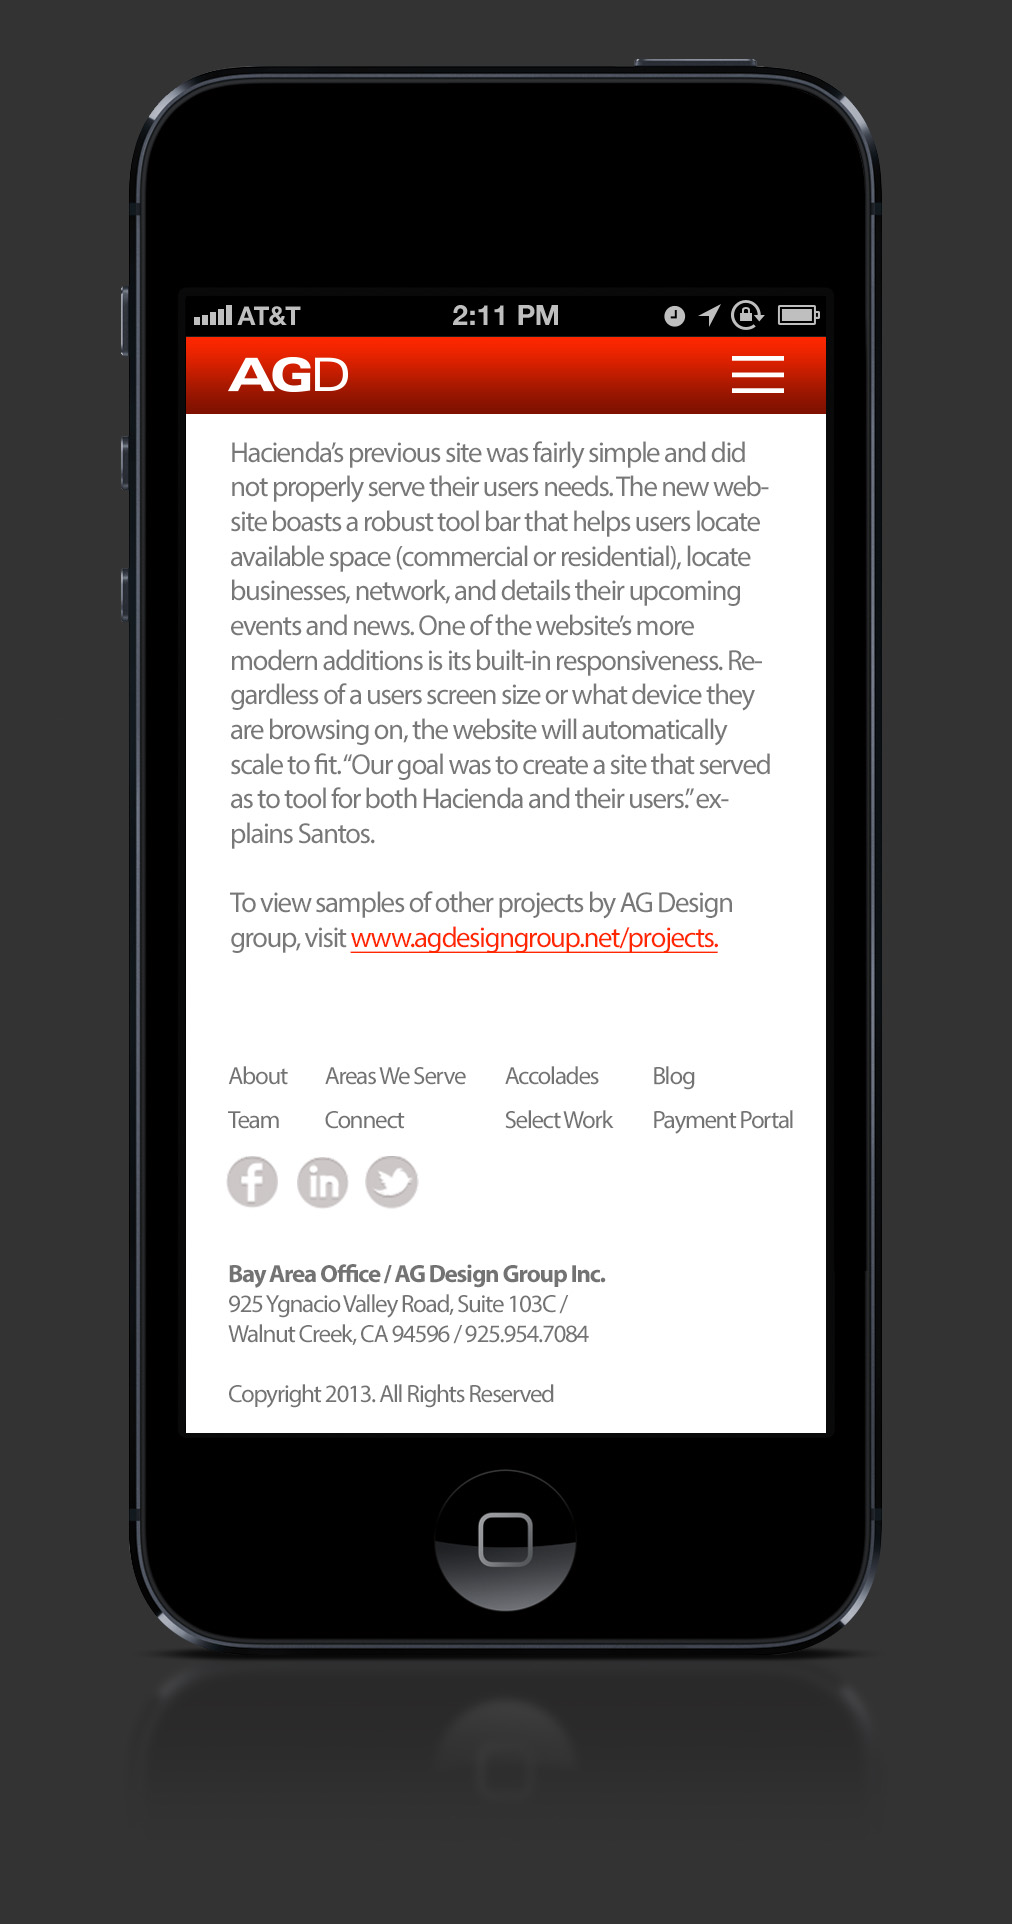 AT&T 2:11 PM
AGD
Hacienda’s previous site was fairly simple and did
not properly serve their users needs. The new web-
site boasts a robust tool bar that helps users locate
available space (commercial or residential), locate
businesses, network, and details their upcoming
events and news. One of the website’s more
modern additions is its built-in responsiveness. Re-
gardless of a users screen size or what device they
are browsing on, the website will automatically
scale to fit. “Our goal was to create a site that served
as to tool for both Hacienda and their users.” ex-
plains Santos.
To view samples of other projects by AG Design
group, visit www.agdesigngroup.net/projects.
About Areas We Serve Accolades Blog
Team Connect Select Work Payment Portal
f in
Bay Area Office / AG Design Group Inc.
925 Ygnacio Valley Road, Suite 103C /
Walnut Creek, CA 94596 / 925.954.7084
Copyright 2013. All Rights Reserved